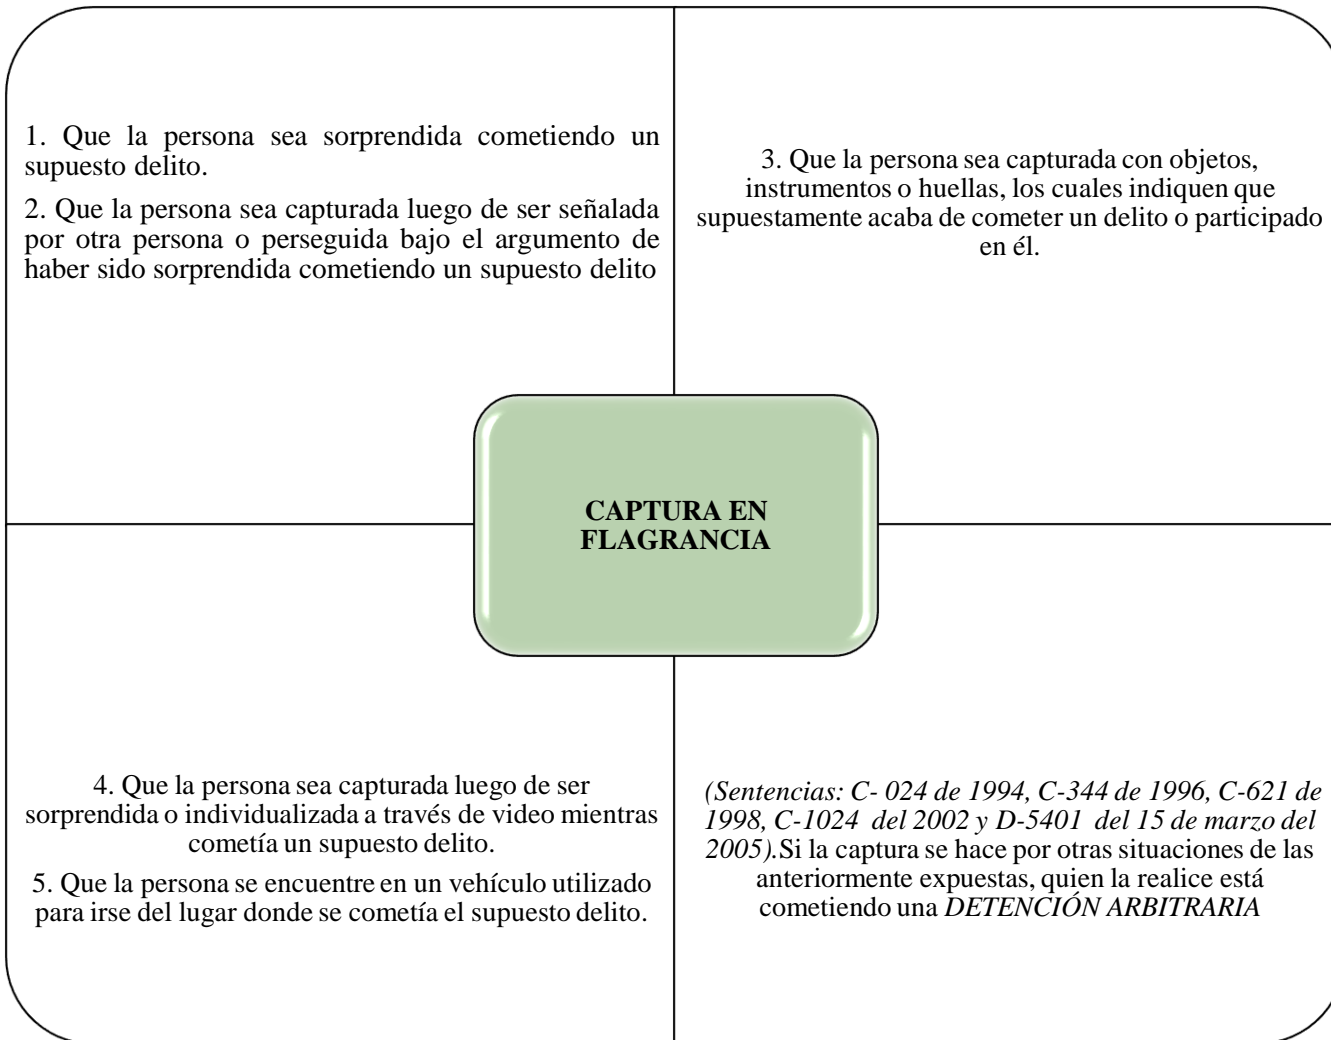 1. Que la persona sea sorprendida cometiendo un
supuesto delito.
2. Que la persona sea capturada luego de ser señalada
por otra persona o perseguida bajo el argumento de
haber sido sorprendida cometiendo un supuesto delito
3. Que la persona sea capturada con objetos,
instrumentos o huellas, los cuales indiquen que
supuestamente acaba de cometer un delito o participado
en él.
CAPTURA EN
FLAGRANCIA
4. Que la persona sea capturada luego de ser
sorprendida o individualizada a través de video mientras
cometía un supuesto delito.
5. Que la persona se encuentre en un vehículo utilizado
para irse del lugar donde se cometía el supuesto delito.
(Sentencias: C- 024 de 1994, C-344 de 1996, C-621 de
1998, C-1024 del 2002 y D-5401 del 15 de marzo del
2005).Si la captura se hace por otras situaciones de las
anteriormente expuestas, quien la realice está
cometiendo una DETENCIÓN ARBITRARIA